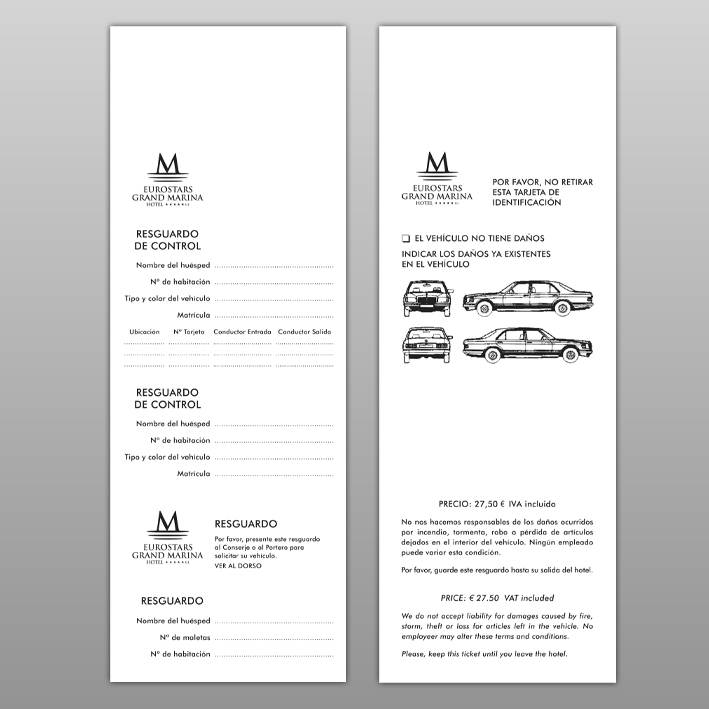 M
EUROSTARS
GRAND MARINA
HOTEL ★★★★★ GL
RESGUARDO
DE CONTROL
Nombre del huésped
Nº de habitación
Tipo y color del vehículo
Matrícula
Ubicación Nº Tarjeta Conductor Entrada Conductor Salida
RESGUARDO
DE CONTROL
Nombre del huésped
Nº de habitación
Tipo y color del vehículo
Matrícula
M
EUROSTARS
GRAND MARINA
HOTEL ★★★★★ GL
RESGUARDO
Por favor, presente este resguardo
al Conserje o al Portero para
solicitar su vehículo.
VER AL DORSO
RESGUARDO
Nombre del huésped
Nº de maletas
Nº de habitación
M
EUROSTARS
GRAND MARINA
HOTEL ★★★★★ GL
POR FAVOR, NO RETIRAR
ESTA TARJETA DE
IDENTIFICACIÓN
❑ EL VEHÍCULO NO TIENE DAÑOS
INDICAR LOS DAÑOS YA EXISTENTES
EN EL VEHICULO
PRECIO: 27,50 € IVA incluido
No nos hacemos responsables de los daños ocurridos
por incendio, tormenta, robo o pérdida de artículos
dejados en el interior del vehículo. Ningún empleado
puede variar esta condición.
Por favor, guarde este resguardo hasta su salida del hotel.
PRICE: € 27.50 VAT included
We do not accept liability for damages caused by fire,
storm, theft or loss for articles left in the vehicle. No
employeer may alter these terms and conditions.
Please, keep this ticket until you leave the hotel.